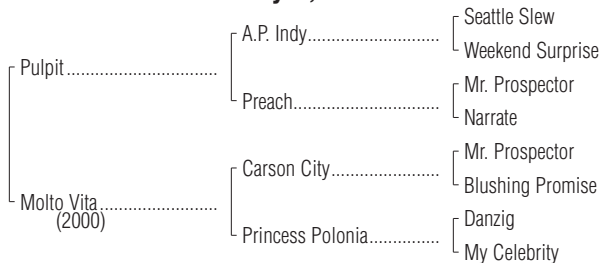 Seattle Slew
A.P. Indy
Weekend Surprise
Pulpit
Mr. Prospector
Preach
Narrate
Mr. Prospector
Carson City
Blushing Promise
Molto Vita
(2000)
Danzig
Princess Polonia
My Celebrity